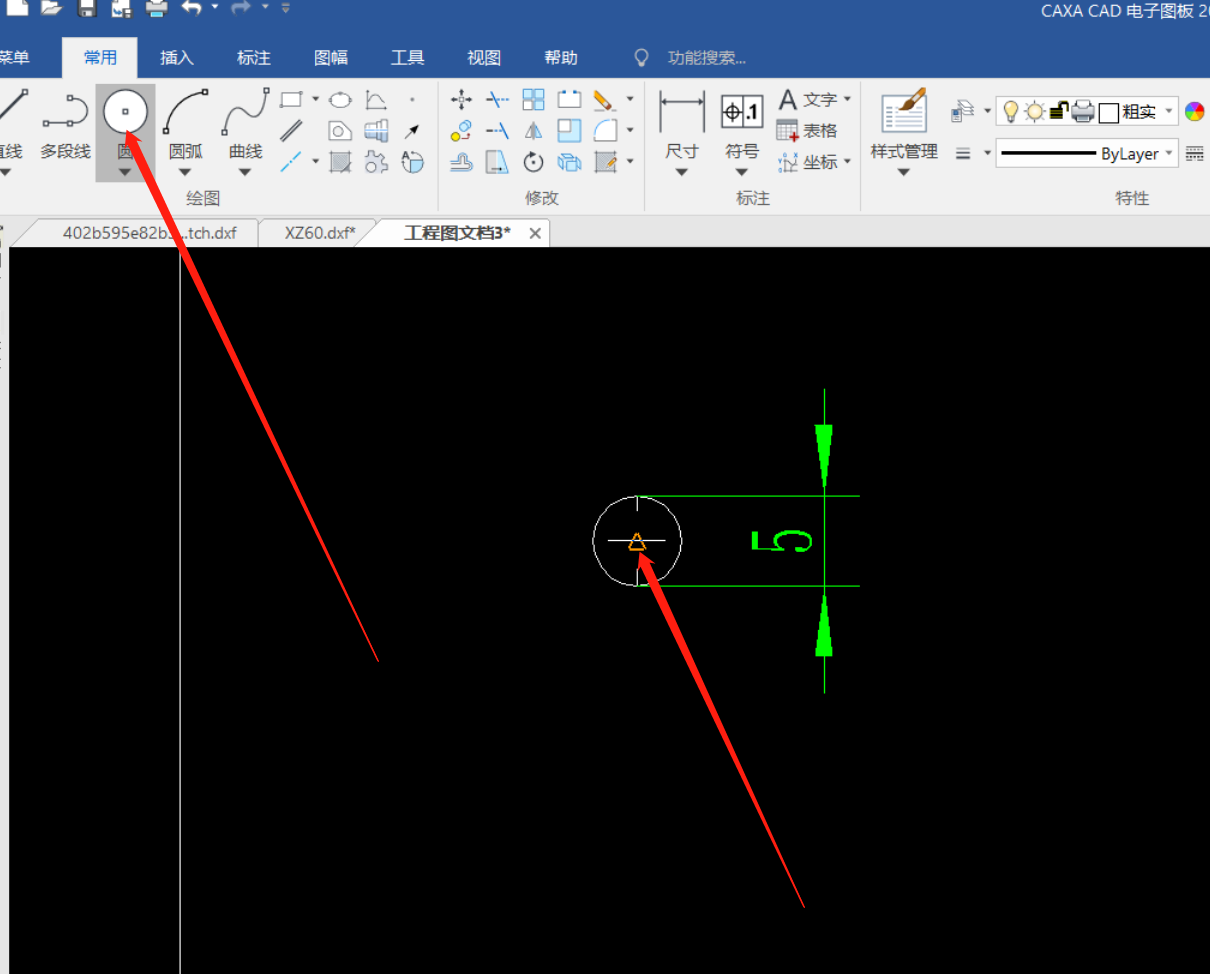 CAXA CAD 电子图板 20
菜单 常用 插入 标注 图幅 工具 视图 帮助 功能搜索...
直线 多段线 圆 圆弧 曲线
绘图
修改
尺寸 符号 .1 A 文字 表格 坐标
标注
样式管理
粗实
ByLayer
特性
402b595e82b3...tch.dxf XZ60.dxf* 工程图文档3*
5